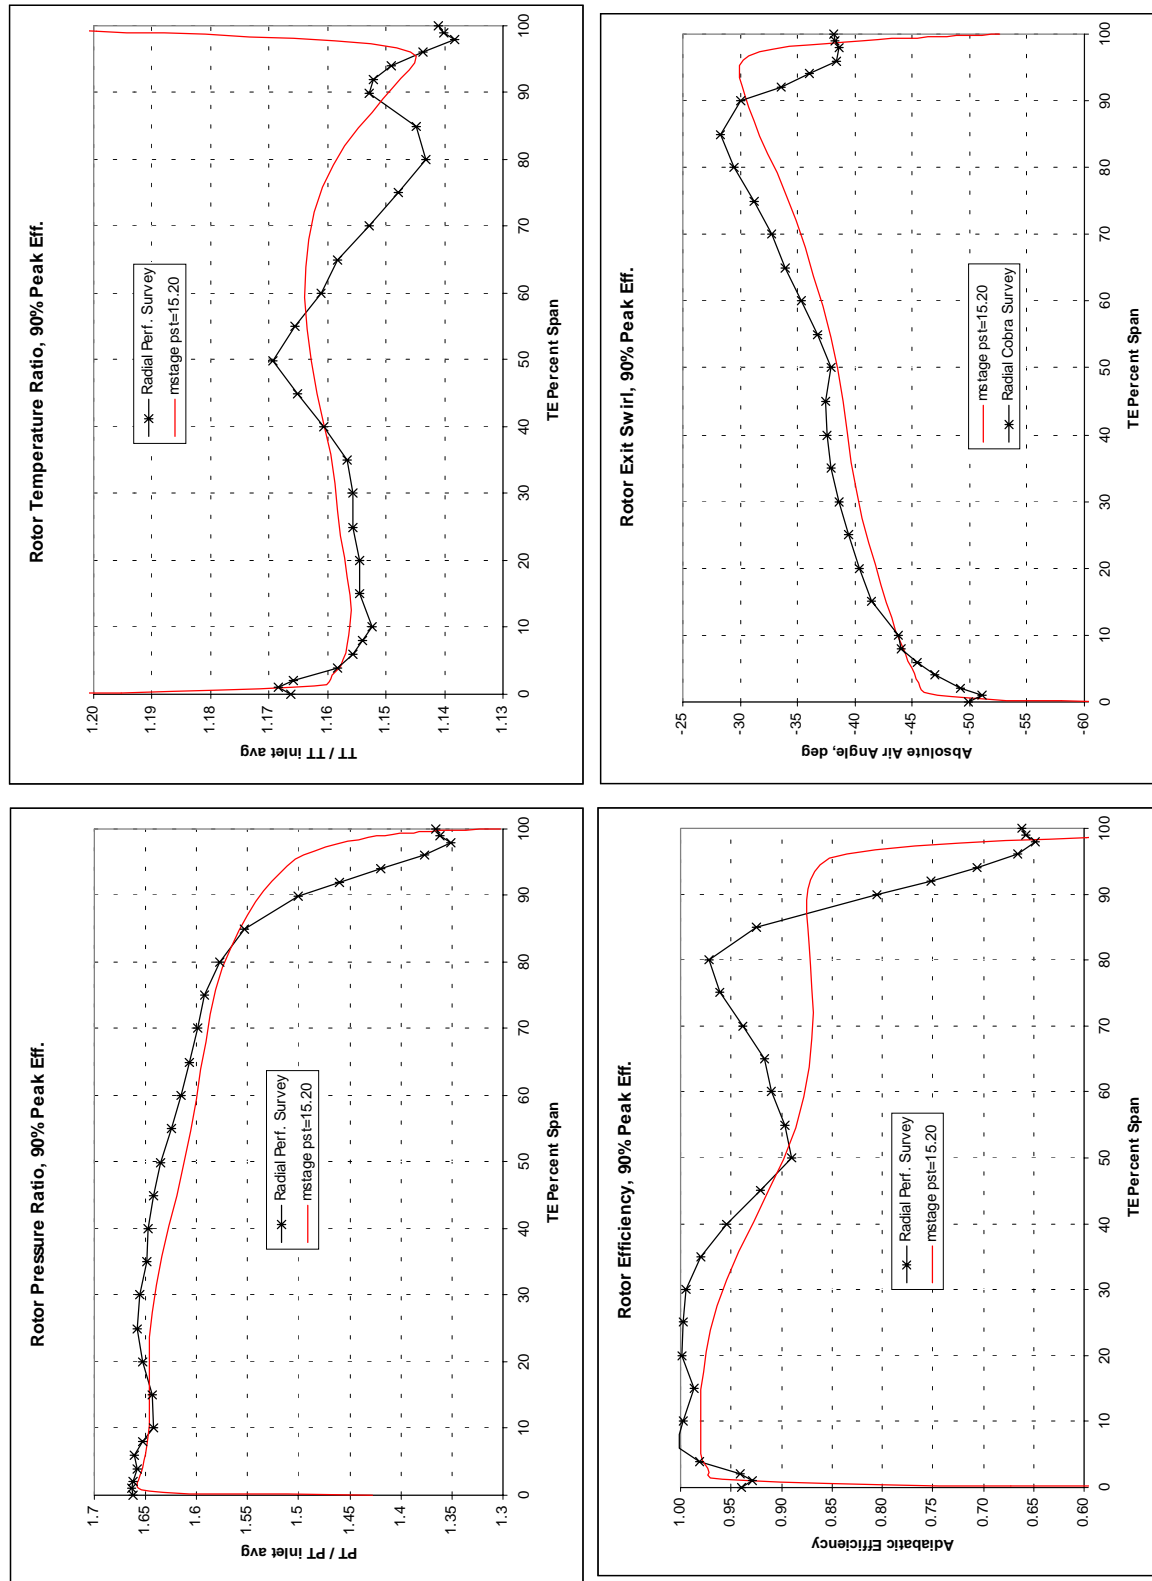 Rotor Pressure Ratio, 90% Peak Eff.
PT / PT inlet avg
1.7
1.65
1.6
1.55
1.5
1.45
1.4
1.35
1.3
Radial Perf. Survey
mstage pst=15.20
0 10 20 30 40 50 60 70 80 90 100
TE Percent Span
Rotor Temperature Ratio, 90% Peak Eff.
TT / TT inlet avg
1.20
1.19
1.18
1.17
1.16
1.15
1.14
1.13
Radial Perf. Survey
mstage pst=15.20
0 10 20 30 40 50 60 70 80 90 100
TE Percent Span
Rotor Efficiency, 90% Peak Eff.
Adiabatic Efficiency
1.00
0.95
0.90
0.85
0.80
0.75
0.70
0.65
0.60
Radial Perf. Survey
mstage pst=15.20
0 10 20 30 40 50 60 70 80 90 100
TE Percent Span
Rotor Exit Swirl, 90% Peak Eff.
Absolute Air Angle, deg
-25
-30
-35
-40
-45
-50
-55
-60
mstage pst=15.20
Radial Cobra Survey
0 10 20 30 40 50 60 70 80 90 100
TE Percent Span